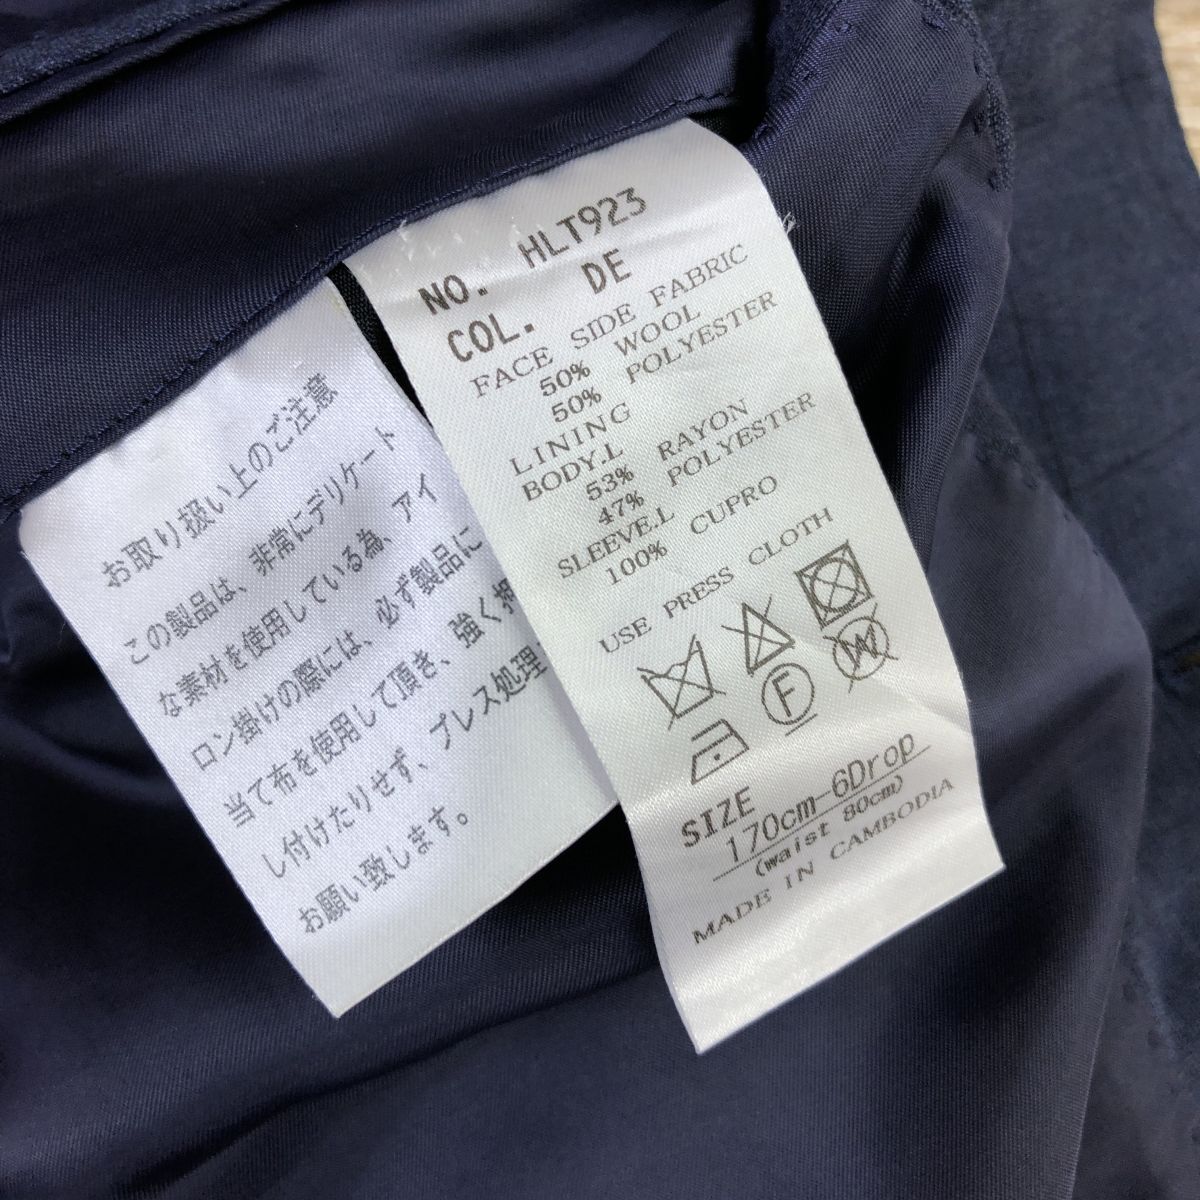 お取り扱い上のご注意
この製品は、非常にデリケート
な素材を使用している為、アイ
ロン掛けの際には、必ず製品に
当て布を使用して頂き、強く押
し付けたりせず、プレス処理
お願い致します。
NO. HLT923
COL. DE
FACE SIDE FABRIC
50% WOOL
50% POLYESTER
LINING
BODY.L
53% RAYON
47% POLYESTER
SLEEVE.L
100% CUPRO
USE PRESS CLOTH
F
W
SIZE
170cm-6Drop
(waist 80cm)
MADE IN CAMBODIA